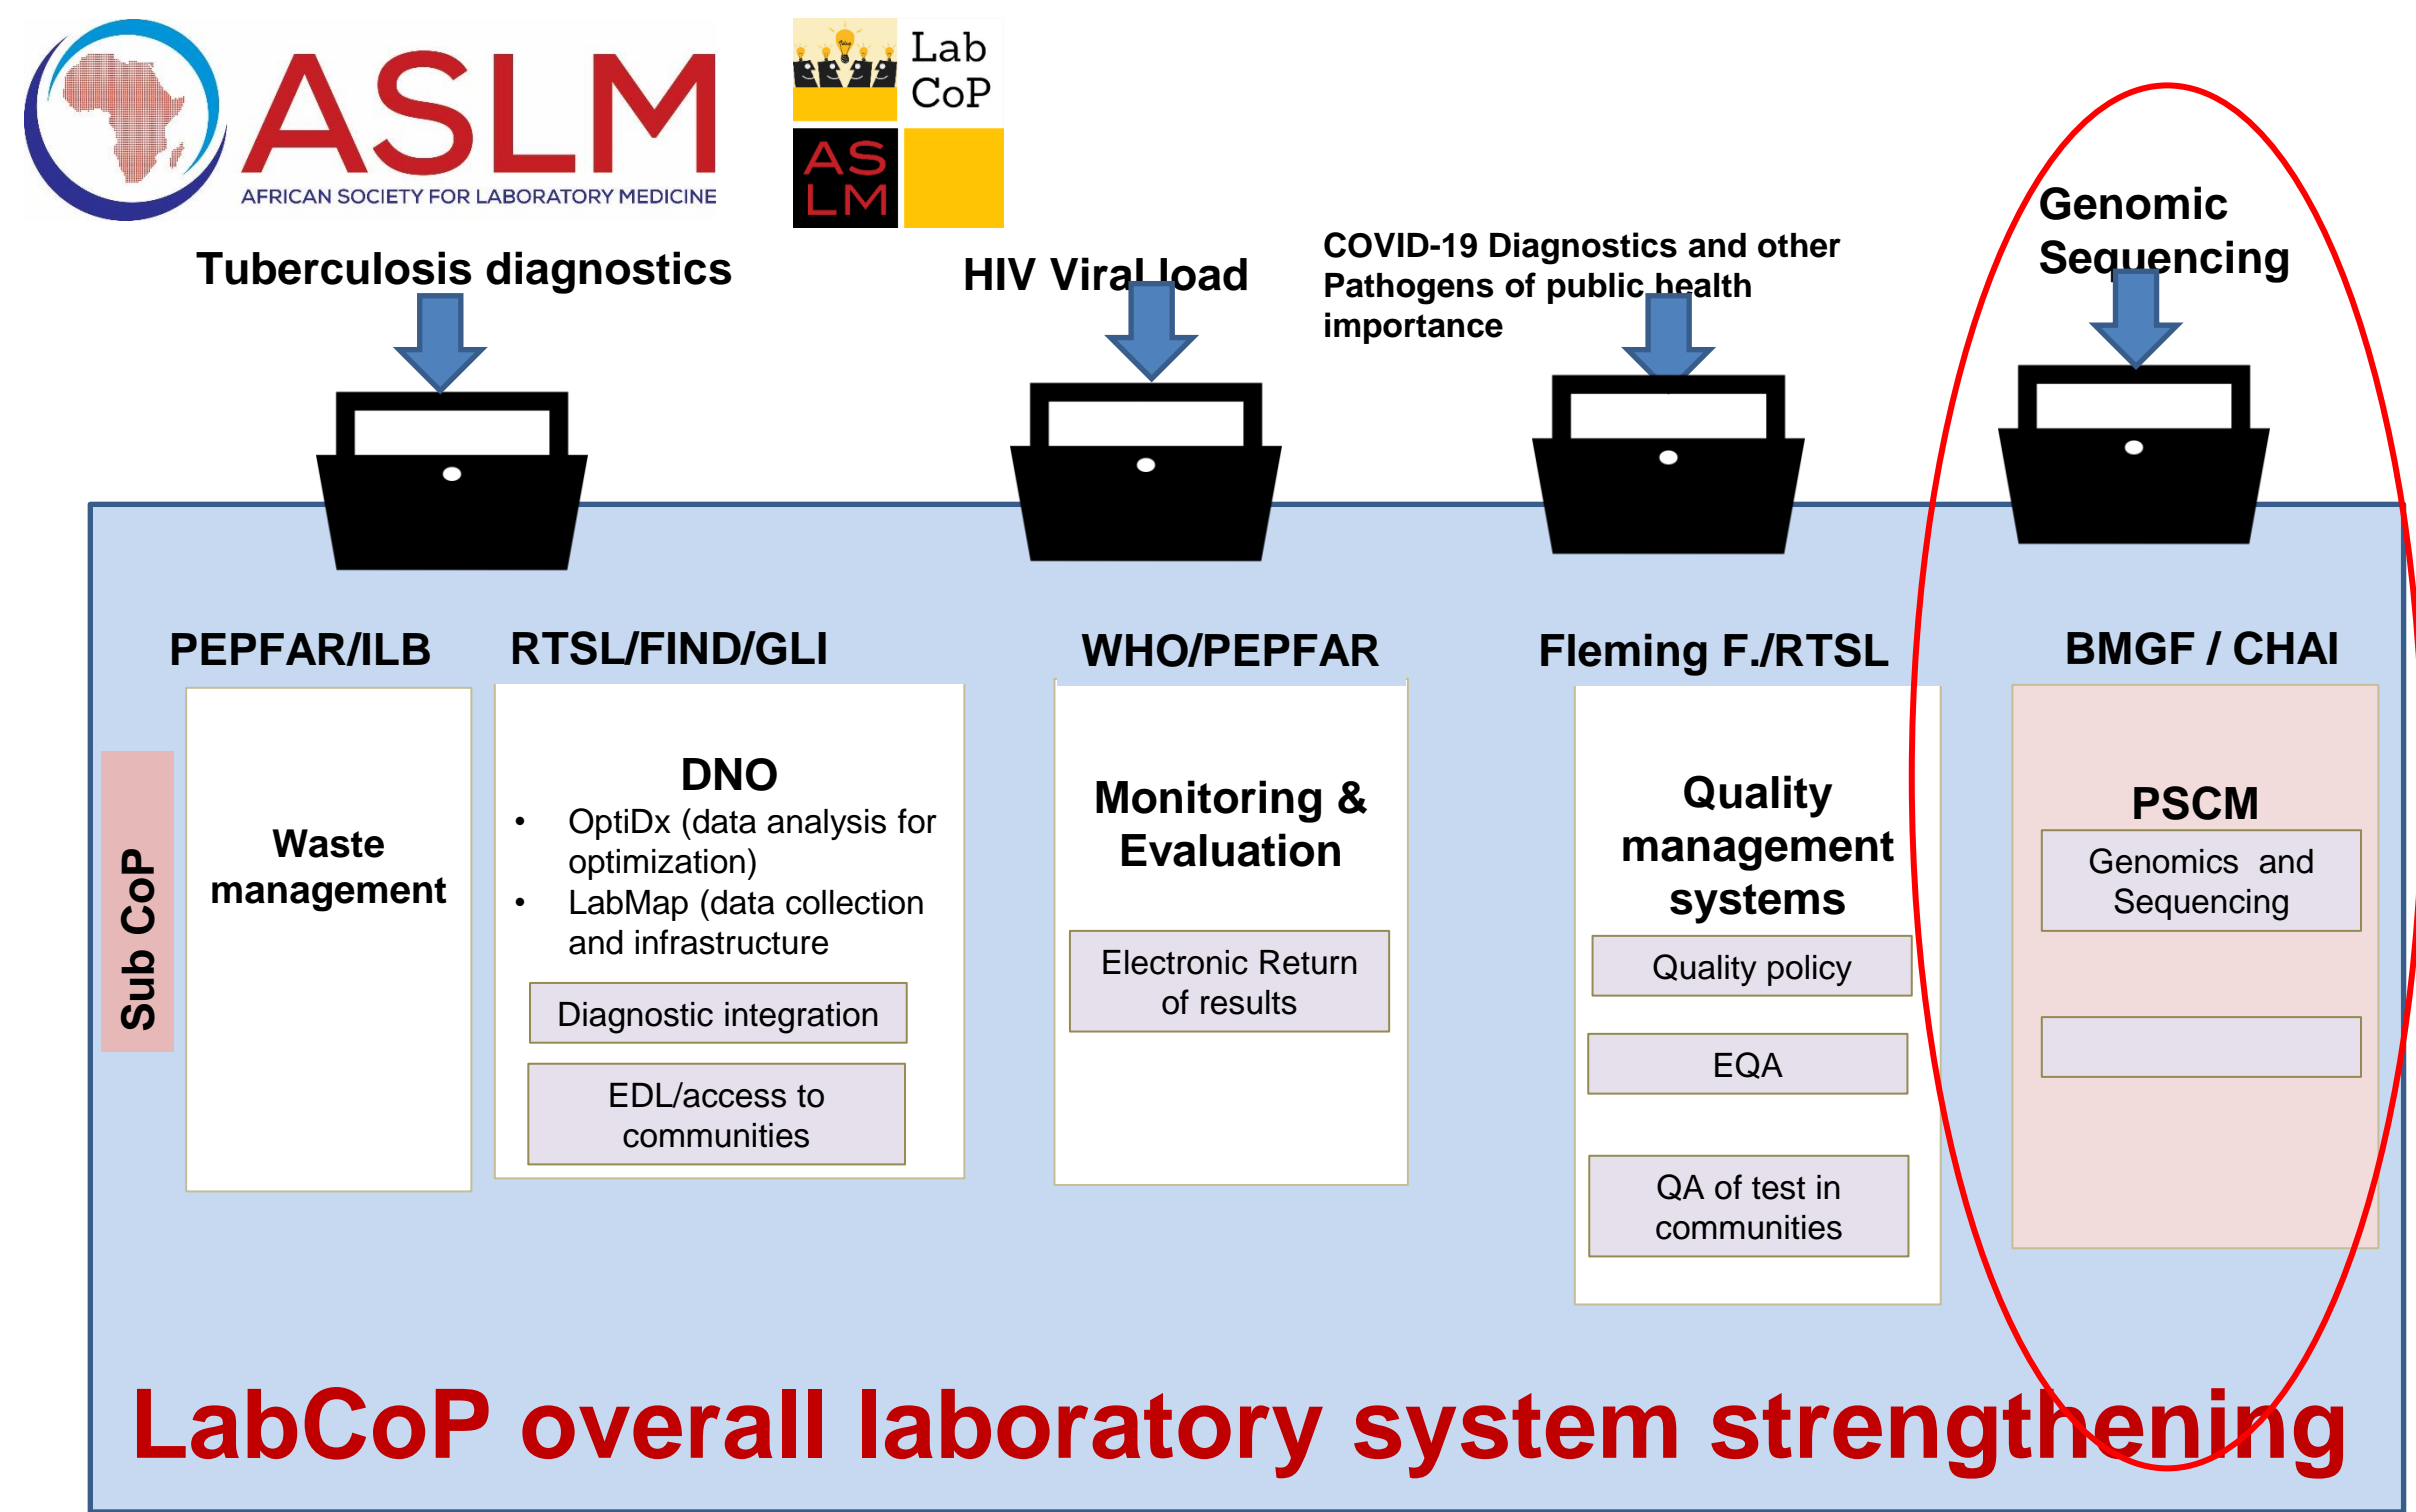 ASLM
AFRICAN SOCIETY FOR LABORATORY MEDICINE
Lab
CoP
AS
LM
Tuberculosis diagnostics
HIV Viral load
COVID-19 Diagnostics and other
Pathogens of public health
importance
Genomic
Sequencing
PEPFAR/ILB
RTSL/FIND/GLI
WHO/PEPFAR
Fleming F./RTSL
BMGF / CHAI
Sub CoP
Waste
management
DNO
• OptiDx (data analysis for
optimization)
• LabMap (data collection
and infrastructure
Diagnostic integration
EDL/access to
communities
Monitoring &
Evaluation
Electronic Return
of results
Quality
management
systems
Quality policy
EQA
QA of test in
communities
PSCM
Genomics and
Sequencing
LabCoP overall laboratory system strengthening